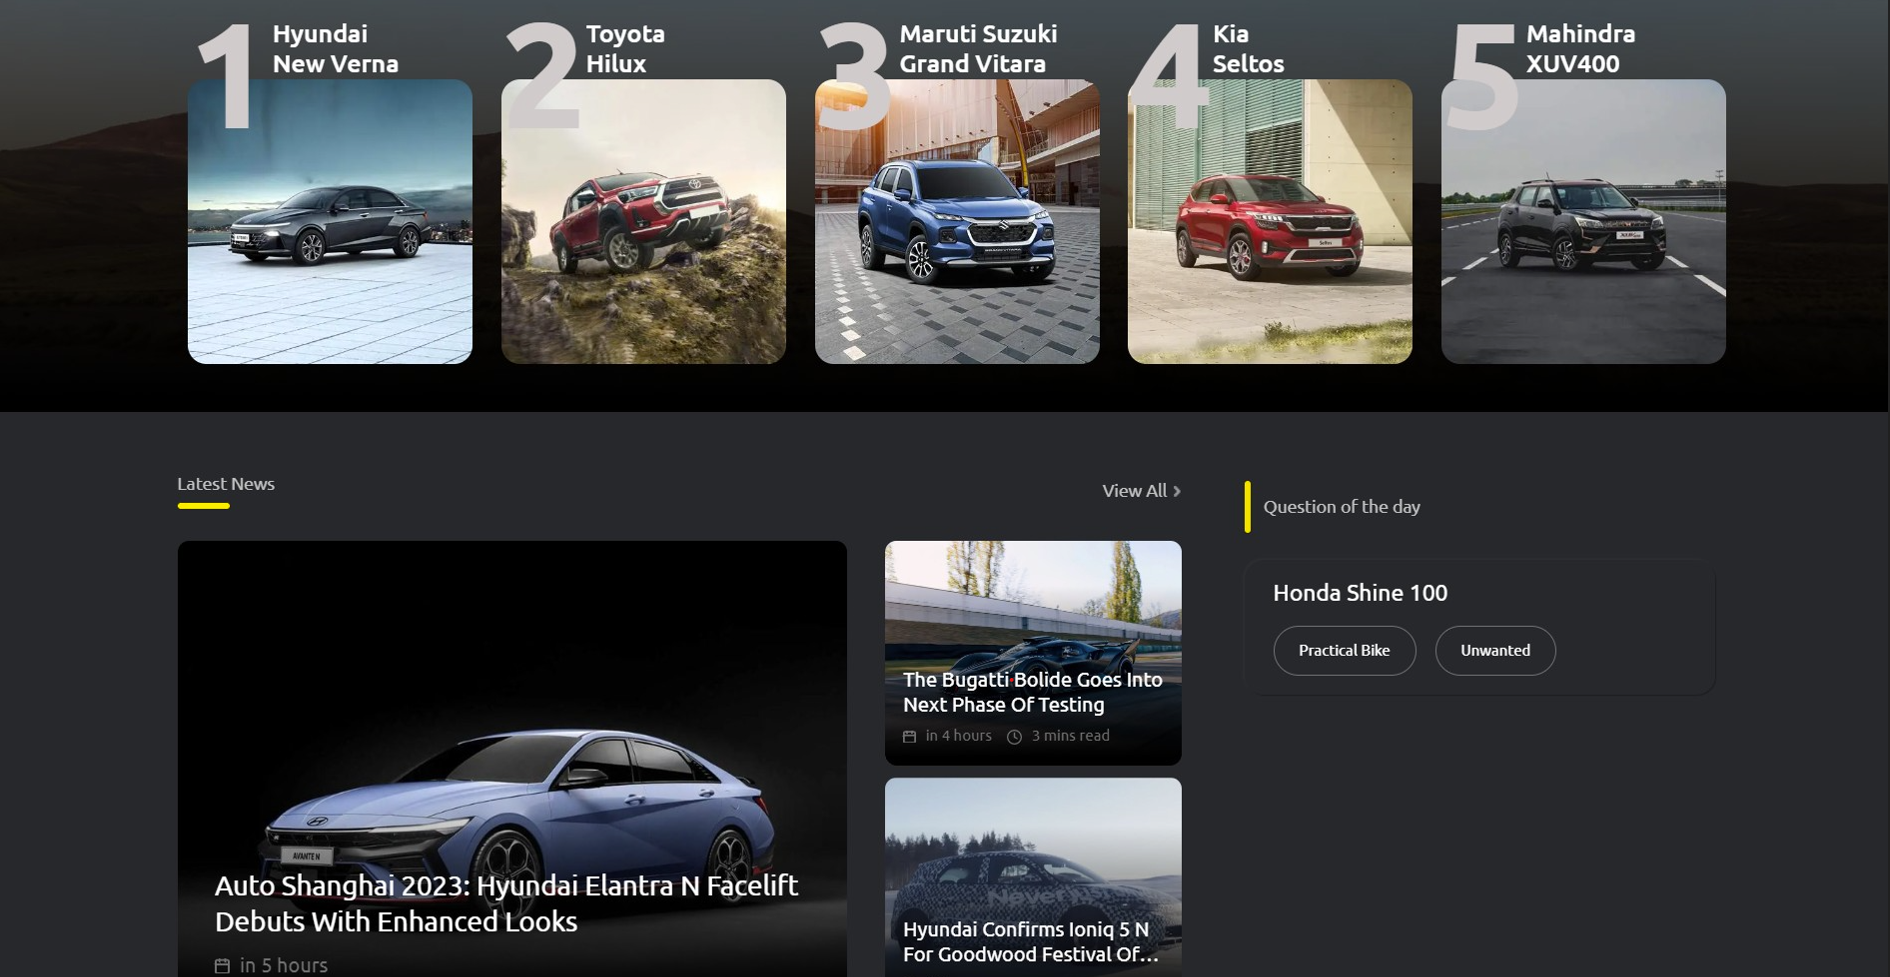 1
Hyundai
New Verna
2
Toyota
Hilux
3
Maruti Suzuki
Grand Vitara
4
Kia
Seltos
5
Mahindra
XUV400
Seltos
Latest News
View All
AVANTE N
Auto Shanghai 2023: Hyundai Elantra N Facelift
Debuts With Enhanced Looks
in 5 hours
The Bugatti Bolide Goes Into
Next Phase Of Testing
in 4 hours
3 mins read
Never
Hyundai Confirms Ioniq 5 N
For Goodwood Festival Of...
Question of the day
Honda Shine 100
Practical Bike
Unwanted